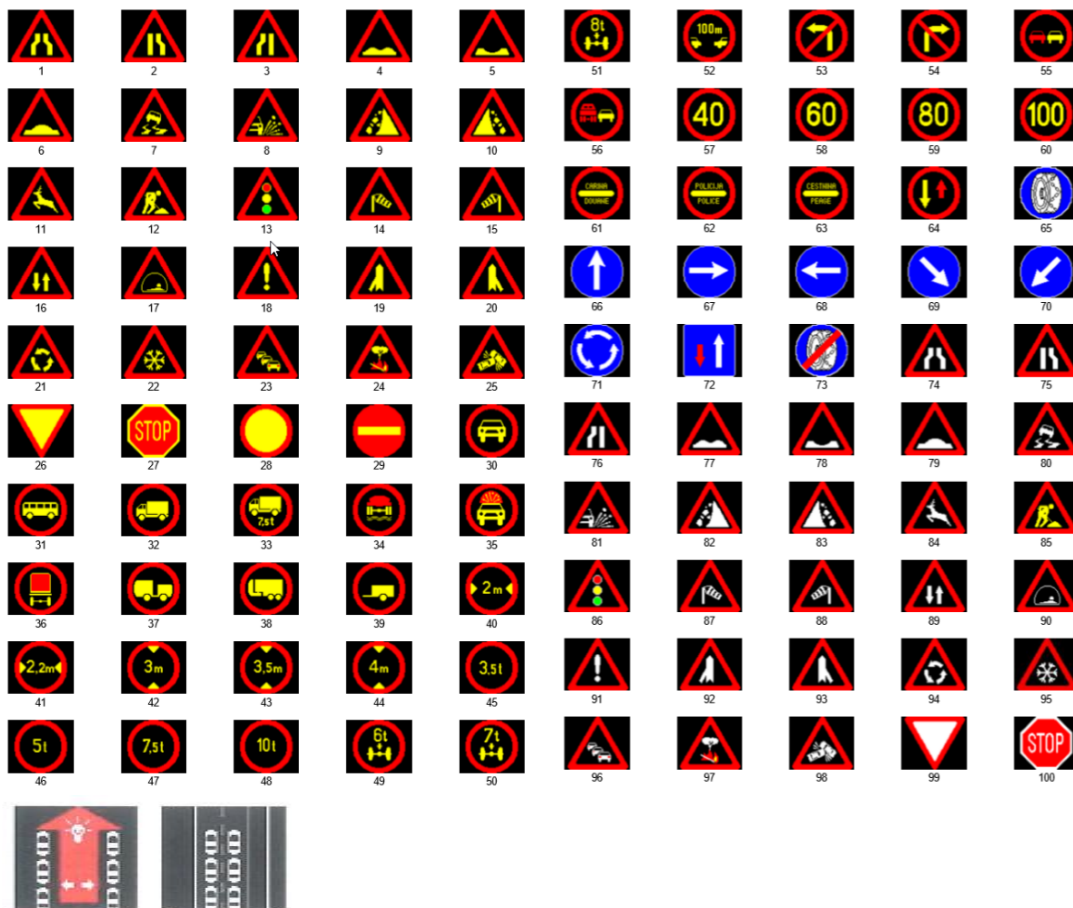 8t 100m
1 2 3 4 5 51 52 53 54 55
40 60 80 100
6 7 8 9 10 56 57 58 59 60
CARINA POLICIJA CESTNINA
DOUANE POLICE PEAGE
11 12 13 14 15 61 62 63 64 65
16 17 18 19 20 66 67 68 69 70
21 22 23 24 25 71 72 73 74 75
STOP
26 27 28 29 30 76 77 78 79 80
7,5t
31 32 33 34 35 81 82 83 84 85
2m
36 37 38 39 40 86 87 88 89 90
2,2m 3m 3,5m 4m 3,5t
41 42 43 44 45 91 92 93 94 95
5t 7,5t 10t 6t 7t STOP
46 47 48 49 50 96 97 98 99 100